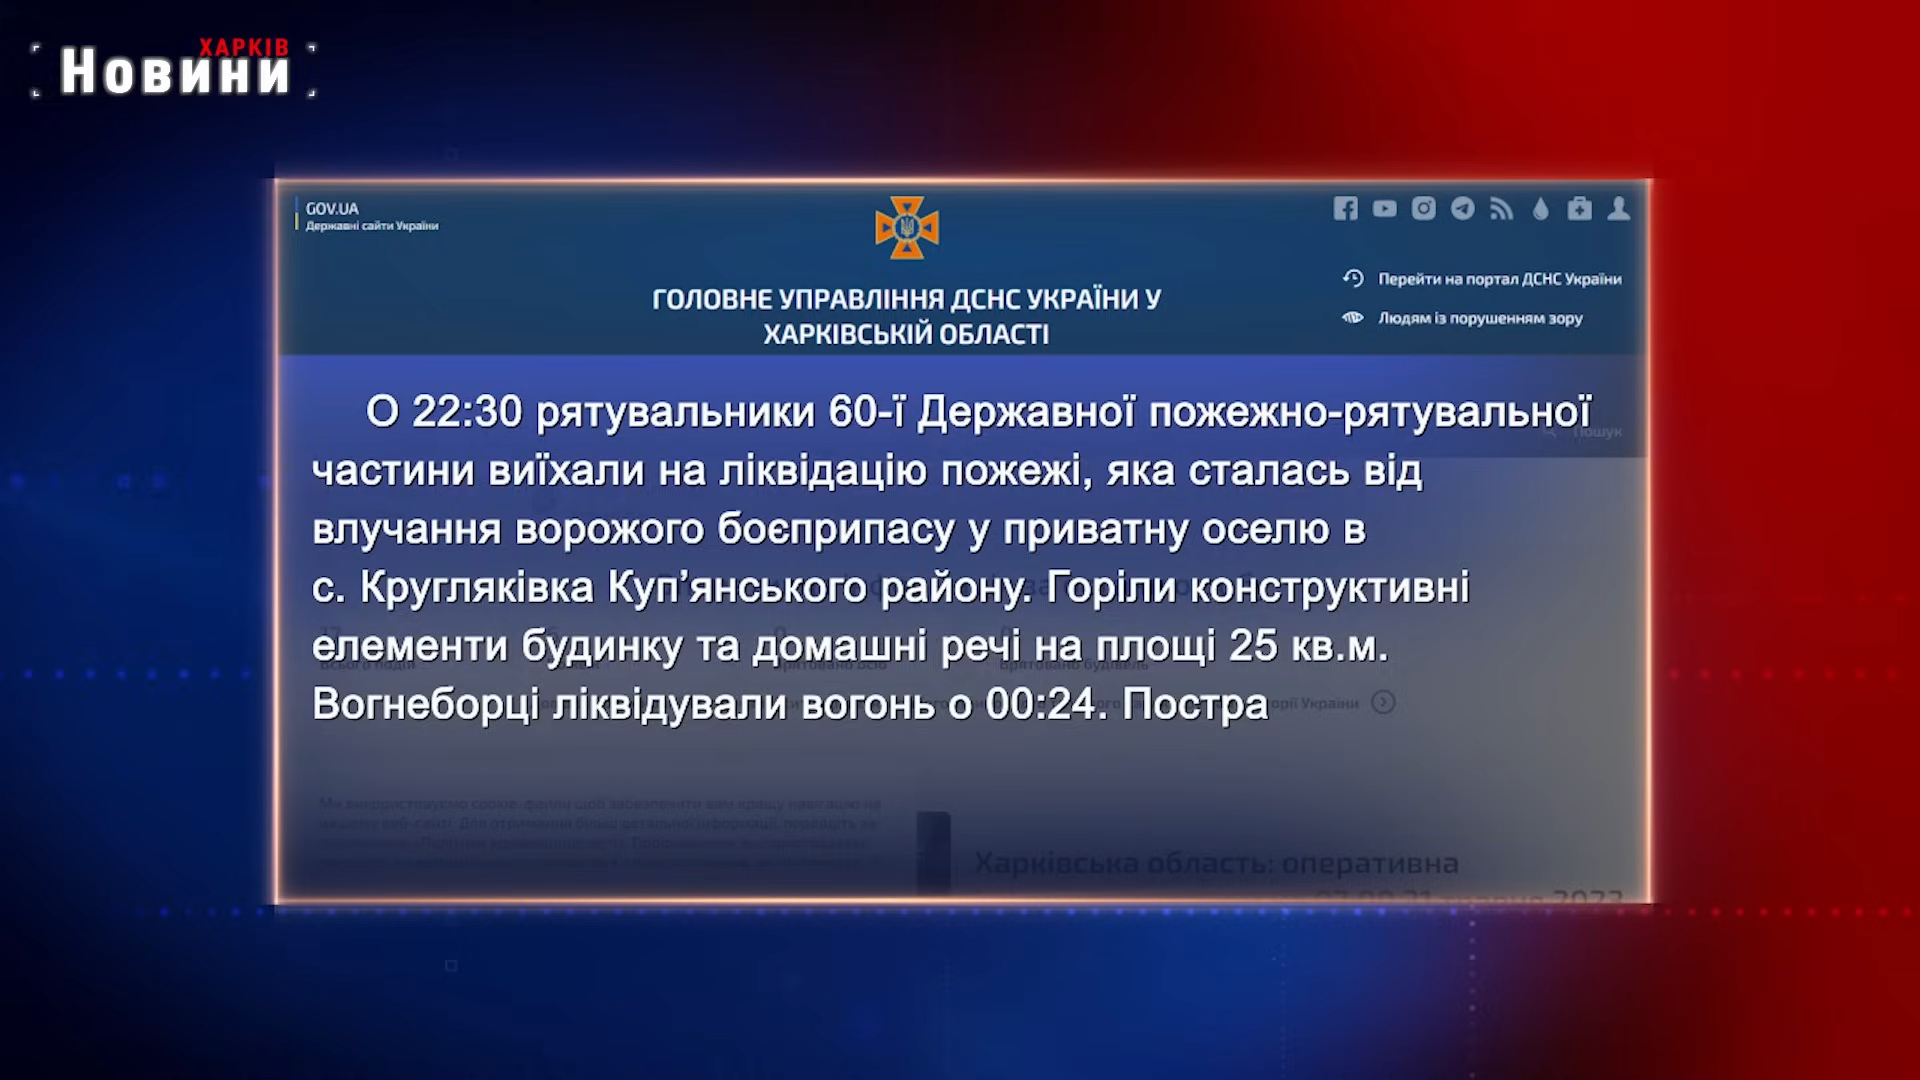 ХАРКІВ
Новини
GOV.UA
Державні сайти України
ГОЛОВНЕ УПРАВЛІННЯ ДСНС УКРАЇНИ У
ХАРКІВСЬКІЙ ОБЛАСТІ
Перейти на портал ДСНС України
Людям із порушенням зору
Пошук
О 22:30 рятувальники 60-ї Державної пожежно-рятувальної
частини виїхали на ліквідацію пожежі, яка сталась від
влучання ворожого боєприпасу у приватну оселю в
с. Кругляківка Куп’янського району. Горіли конструктивні
елементи будинку та домашні речі на площі 25 кв.м.
Вогнеборці ліквідували вогонь о 00:24. Постра
Харківська область: оперативна